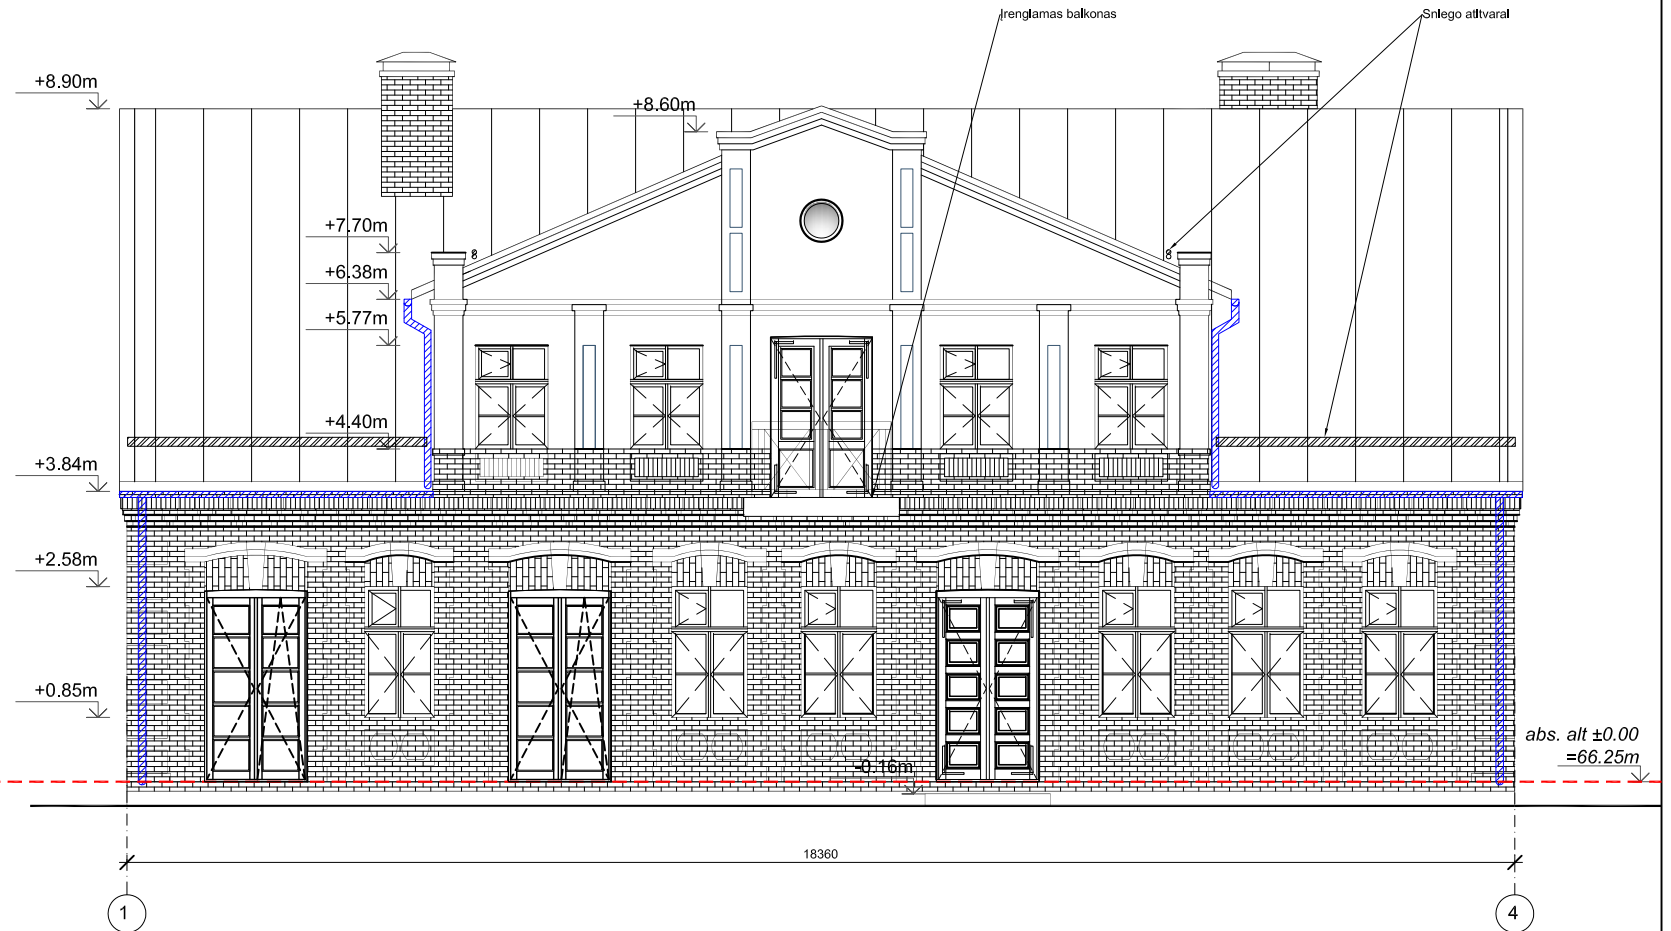 Įrengiamas balkonas
Sniego atitvarai
+8.90m
+8.60m
+7.70m
+6.38m
+5.77m
+4.40m
+3.84m
+2.58m
+0.85m
abs. alt ±0.00
=66.25m
-0.16m
18360
1
4